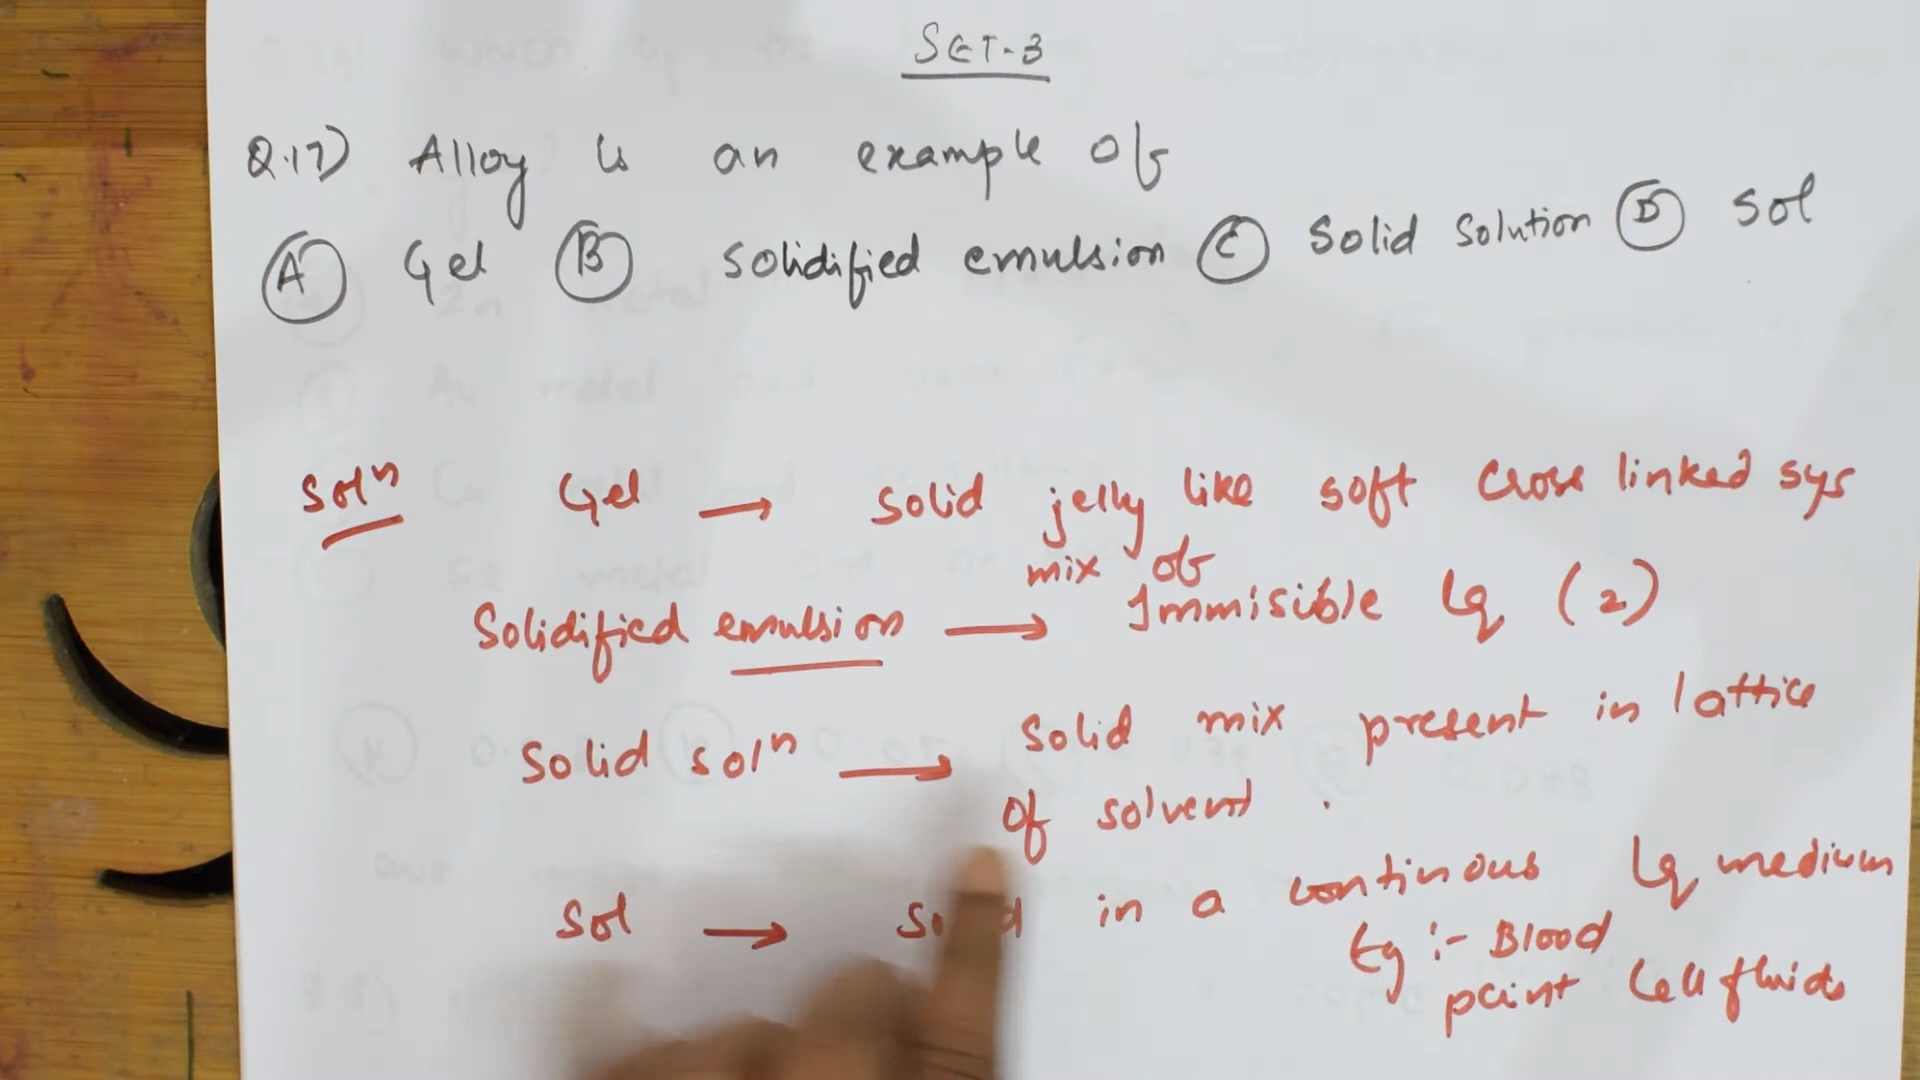 SET-3
Q.17) Alloy is an example of
(A) Gel (B) solidified emulsion (C) Solid Solution (D) Sol
Solⁿ Gel → Solid jelly like soft cross linked sys
mix of
Solidified emulsion → Immisible lq (2)
Solid solⁿ → Solid mix present in lattice
of solvent .
Sol → Solid in a continous lq medium
Eg :- Blood
paint Cell fluids